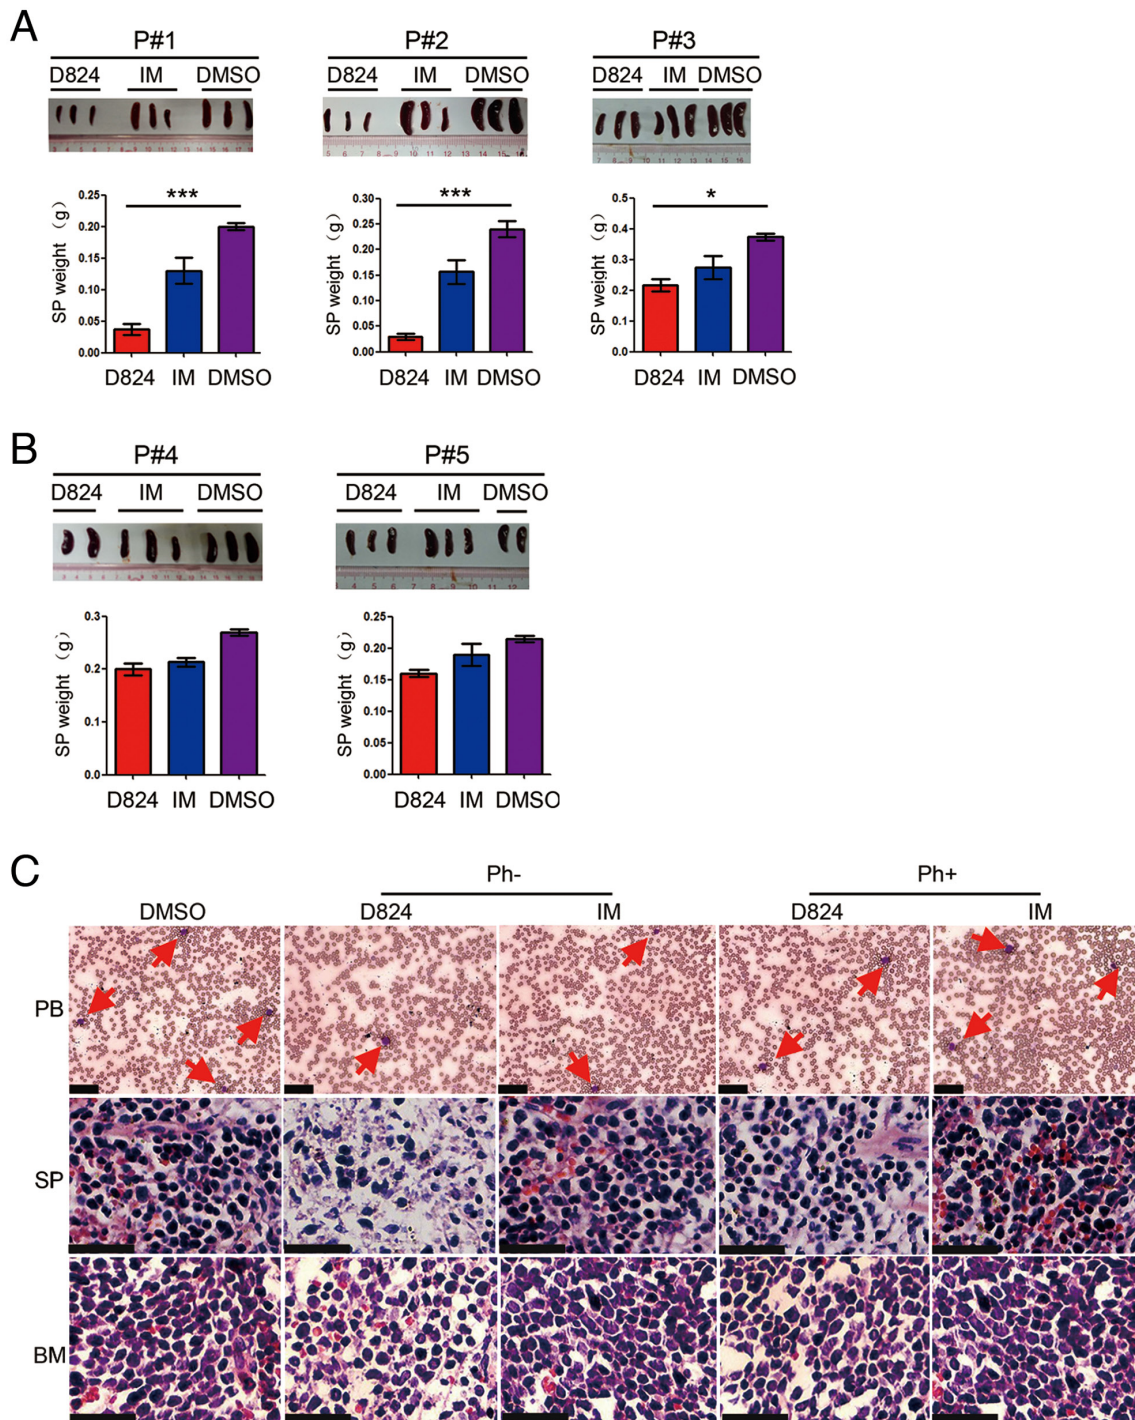 A
P#1
P#2
P#3
D824 IM DMSO
D824 IM DMSO
D824 IM DMSO
SP weight（g）
0.25
0.20
0.15
0.10
0.05
0.00
***
D824 IM DMSO
SP weight（g）
0.30
0.25
0.20
0.15
0.10
0.05
0.00
***
D824 IM DMSO
SP weight（g）
0.5
0.4
0.3
0.2
0.1
0.0
*
D824 IM DMSO
B
P#4
P#5
D824 IM DMSO
D824 IM DMSO
SP weight（g）
0.3
0.2
0.1
0.0
D824 IM DMSO
SP weight（g）
0.25
0.20
0.15
0.10
0.05
0.00
D824 IM DMSO
C
Ph-
Ph+
DMSO D824 IM D824 IM
PB
SP
BM